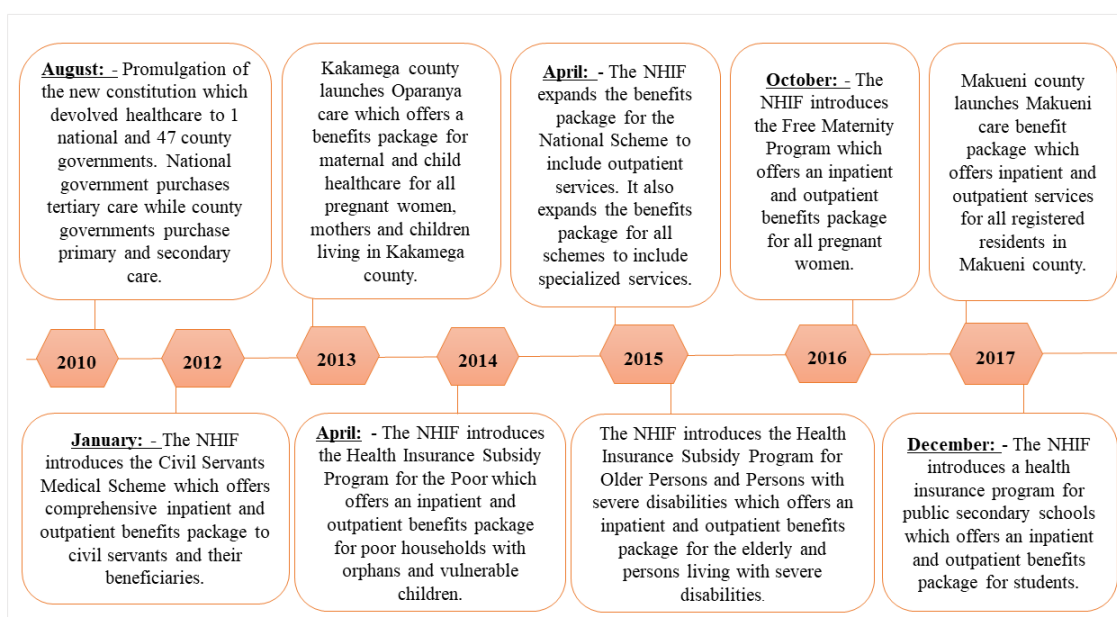 August: - Promulgation of
the new constitution which
devolved healthcare to 1
national and 47 county
governments. National
government purchases
tertiary care while county
governments purchase
primary and secondary
care.
Kakamega county
launches Oparanya
care which offers a
benefits package for
maternal and child
healthcare for all
pregnant women,
mothers and children
living in Kakamega
county.
April: - The NHIF
expands the benefits
package for the
National Scheme to
include outpatient
services. It also
expands the benefits
package for all
schemes to include
specialized services.
October: - The
NHIF introduces
the Free Maternity
Program which
offers an inpatient
and outpatient
benefits package
for all pregnant
women.
Makueni county
launches Makueni
care benefit
package which
offers inpatient and
outpatient services
for all registered
residents in
Makueni county.
2010
2012
2013
2014
2015
2016
2017
January: - The NHIF
introduces the Civil Servants
Medical Scheme which offers
comprehensive inpatient and
outpatient benefits package to
civil servants and their
beneficiaries.
April: - The NHIF introduces
the Health Insurance Subsidy
Program for the Poor which
offers an inpatient and
outpatient benefits package
for poor households with
orphans and vulnerable
children.
The NHIF introduces the Health
Insurance Subsidy Program for
Older Persons and Persons with
severe disabilities which offers an
inpatient and outpatient benefits
package for the elderly and
persons living with severe
disabilities.
December: - The NHIF
introduces a health
insurance program for
public secondary schools
which offers an inpatient
and outpatient benefits
package for students.